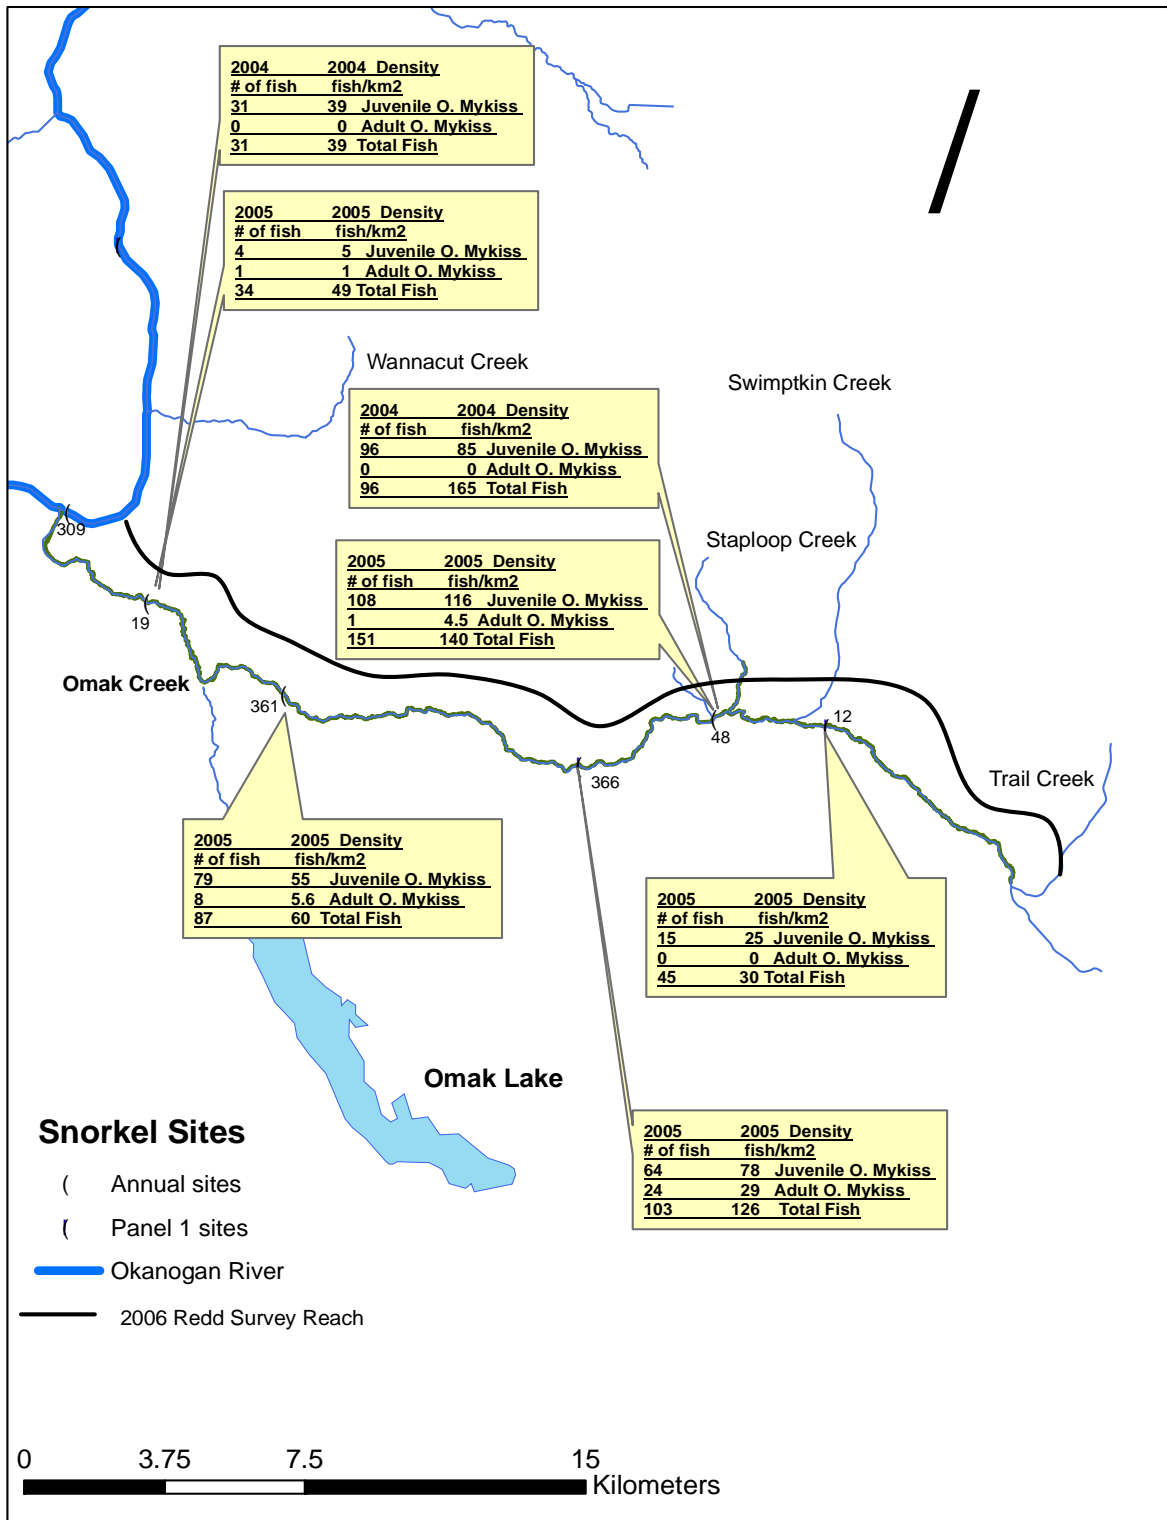 2004 2004 Density
# of fish fish/km2
31 39 Juvenile O. Mykiss
0 0 Adult O. Mykiss
31 39 Total Fish
2005 2005 Density
# of fish fish/km2
4 5 Juvenile O. Mykiss
1 1 Adult O. Mykiss
34 49 Total Fish
Wannacut Creek
Swimptkin Creek
2004 2004 Density
# of fish fish/km2
96 85 Juvenile O. Mykiss
0 0 Adult O. Mykiss
96 165 Total Fish
309
Staploop Creek
2005 2005 Density
# of fish fish/km2
108 116 Juvenile O. Mykiss
1 4.5 Adult O. Mykiss
151 140 Total Fish
19
Omak Creek
361
48
12
366
Trail Creek
2005 2005 Density
# of fish fish/km2
79 55 Juvenile O. Mykiss
8 5.6 Adult O. Mykiss
87 60 Total Fish
2005 2005 Density
# of fish fish/km2
15 25 Juvenile O. Mykiss
0 0 Adult O. Mykiss
45 30 Total Fish
Omak Lake
2005 2005 Density
# of fish fish/km2
64 78 Juvenile O. Mykiss
24 29 Adult O. Mykiss
103 126 Total Fish
Snorkel Sites
Annual sites
Panel 1 sites
Okanogan River
2006 Redd Survey Reach
0 3.75 7.5 15
Kilometers